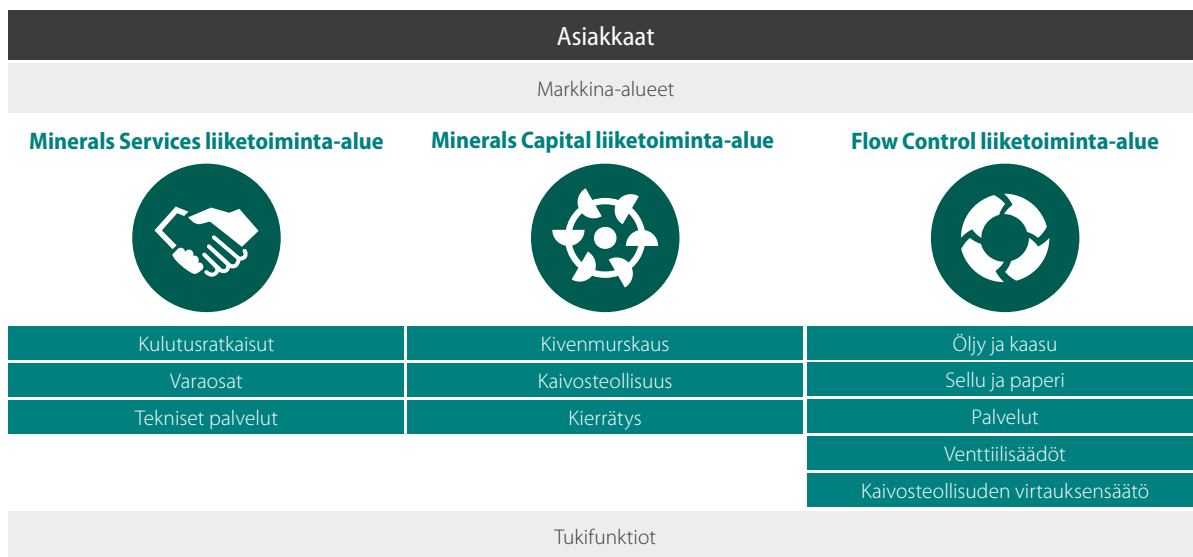 Asiakkaat
Markkina-alueet
Minerals Services liiketoiminta-alue
Kulutusratkaisut
Varaosat
Tekniset palvelut
Minerals Capital liiketoiminta-alue
Kivenmurskaus
Kaivosteollisuus
Kierrätys
Flow Control liiketoiminta-alue
Öljy ja kaasu
Sellu ja paperi
Palvelut
Venttiilisäädöt
Kaivosteollisuden virtauksensäätö
Tukifunktiot